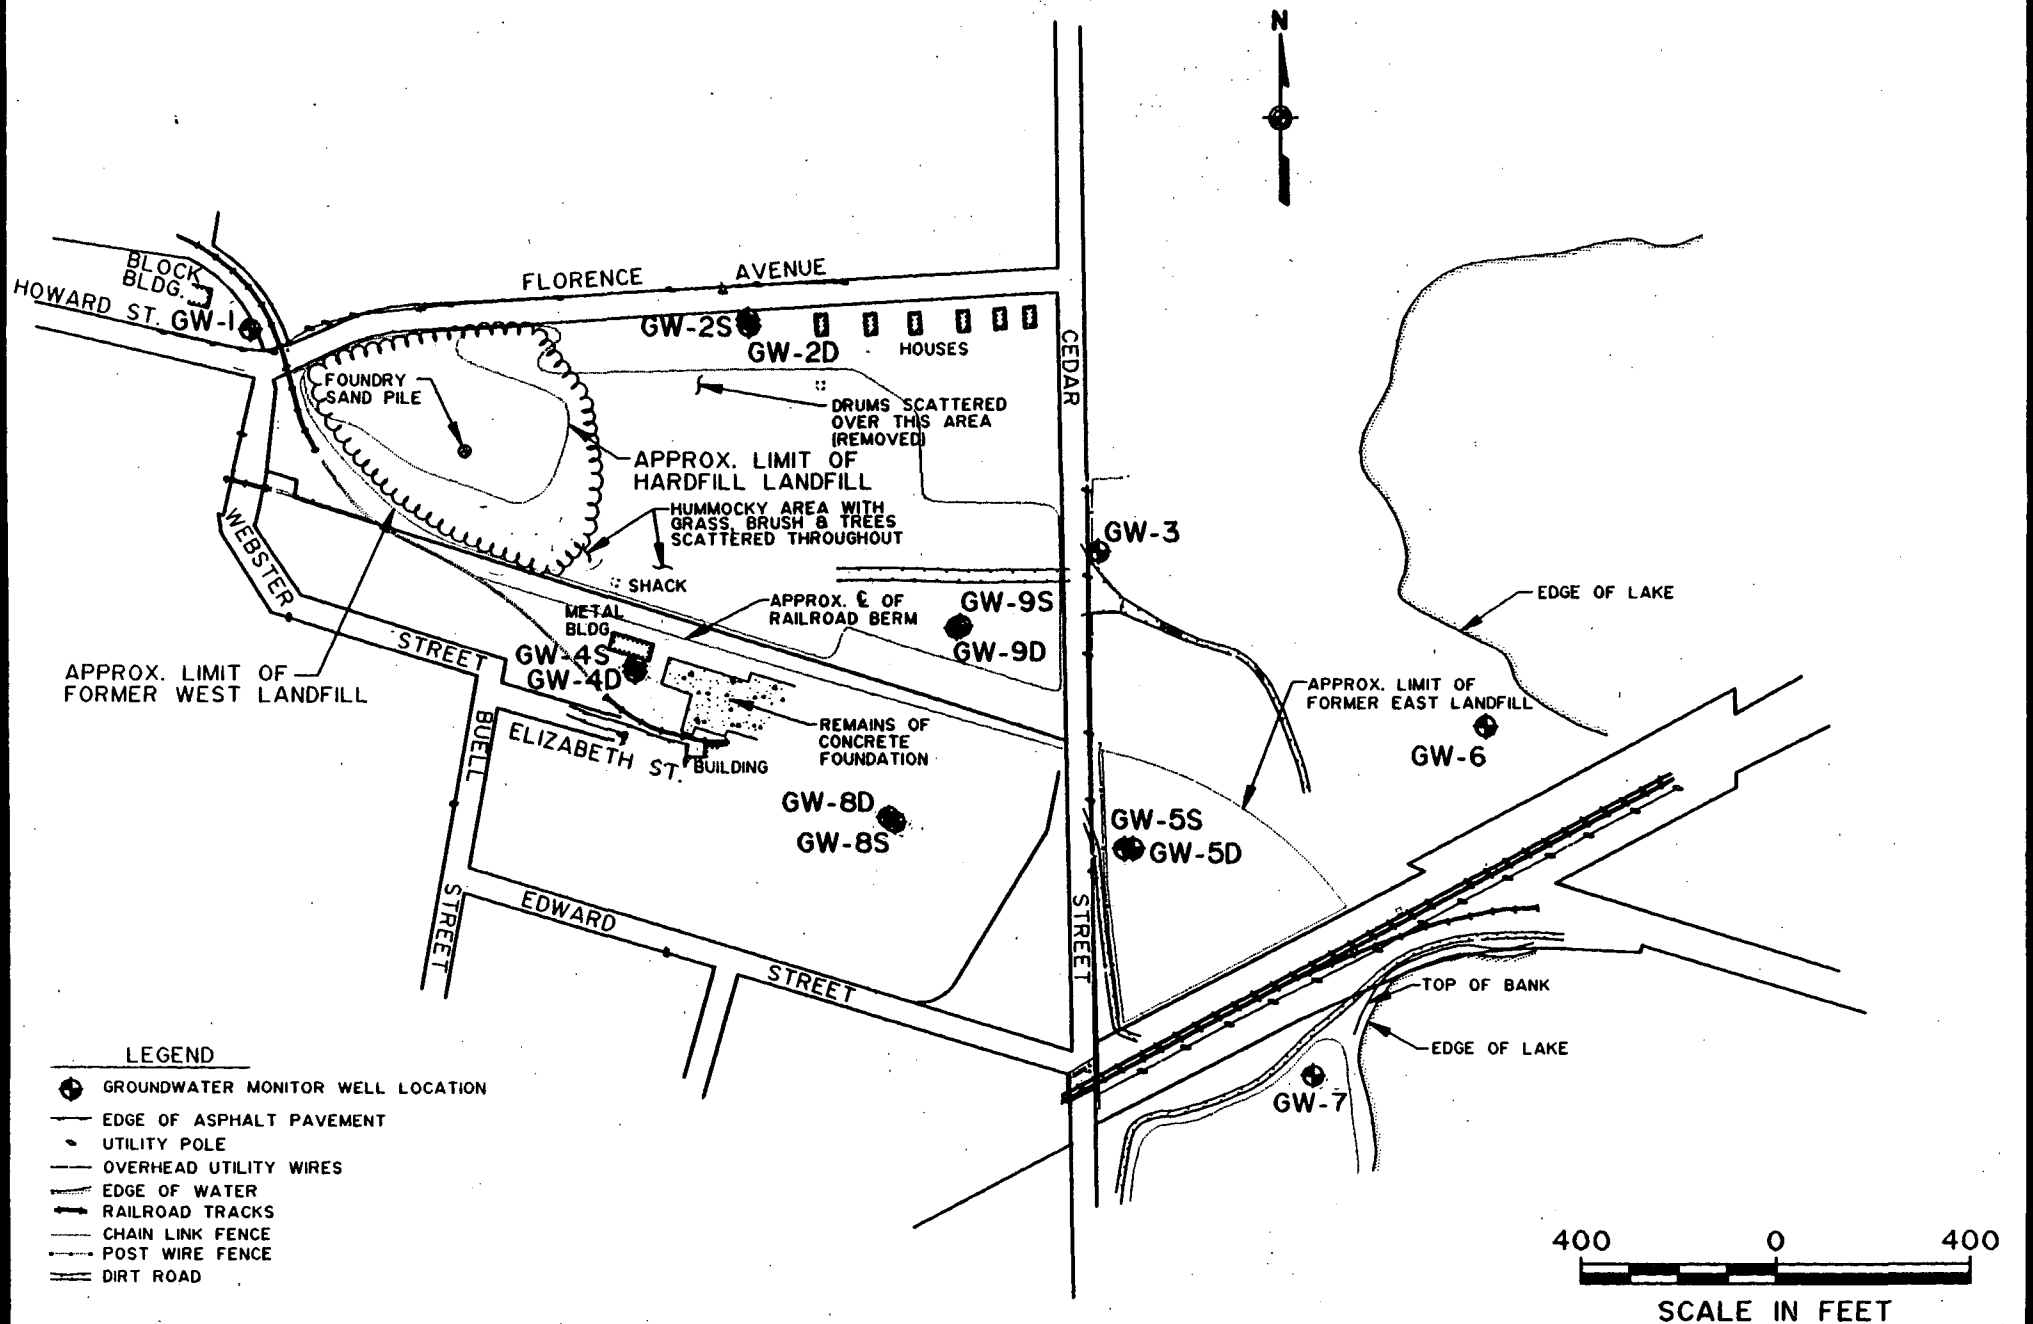 N
FLORENCE AVENUE
BLOCK
BLDG.
HOWARD ST.
GW-1
GW-2S
GW-2D
HOUSES
CEDAR
FOUNDRY
SAND PILE
DRUMS SCATTERED
OVER THIS AREA
(REMOVED)
APPROX. LIMIT OF
HARDFILL LANDFILL
HUMMOCKY AREA WITH
GRASS, BRUSH & TREES
SCATTERED THROUGHOUT
GW-3
WEBSTER
SHACK
METAL
BLDG.
APPROX. ℄ OF
RAILROAD BERM
GW-9S
GW-9D
EDGE OF LAKE
STREET
GW-4S
GW-4D
APPROX. LIMIT OF
FORMER WEST LANDFILL
APPROX. LIMIT OF
FORMER EAST LANDFILL
GW-6
BUELL
ELIZABETH ST.
BUILDING
REMAINS OF
CONCRETE
FOUNDATION
GW-8D
GW-8S
GW-5S
GW-5D
STREET
EDWARD
STREET
STREET
TOP OF BANK
EDGE OF LAKE
GW-7
LEGEND
GROUNDWATER MONITOR WELL LOCATION
EDGE OF ASPHALT PAVEMENT
UTILITY POLE
OVERHEAD UTILITY WIRES
EDGE OF WATER
RAILROAD TRACKS
CHAIN LINK FENCE
POST WIRE FENCE
DIRT ROAD
400 0 400
SCALE IN FEET